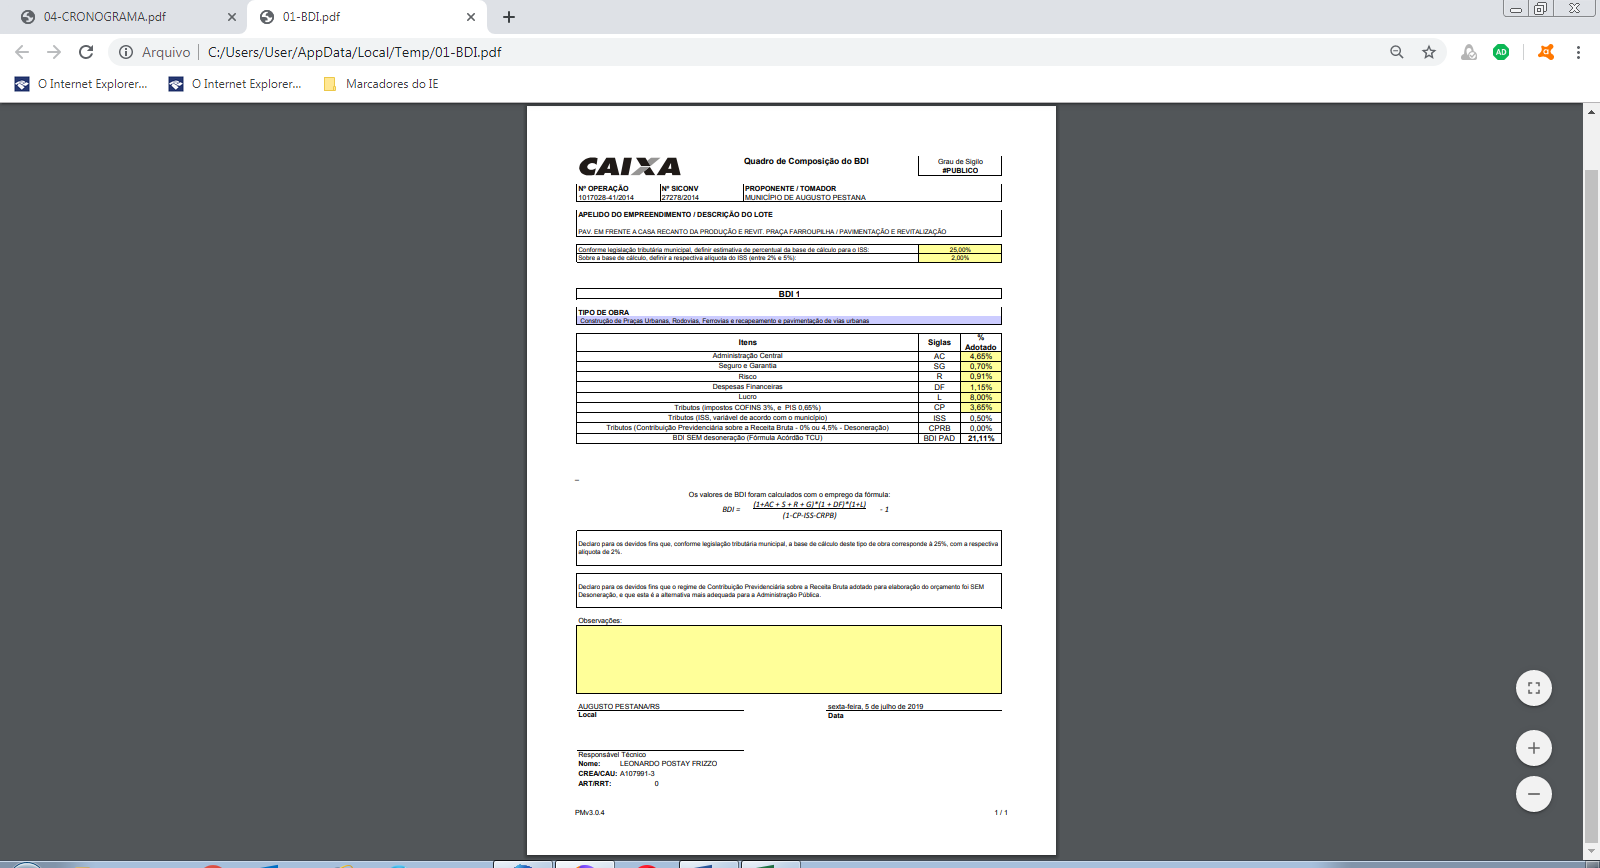 04-CRONOGRAMA.pdf
01-BDI.pdf
Arquivo
C:/Users/User/AppData/Local/Temp/01-BDI.pdf
AD
O Internet Explorer...
O Internet Explorer...
Marcadores do IE
CAIXA
Quadro de Composição do BDI
Grau de Sigilo
#PUBLICO
Nº OPERAÇÃO Nº SICONV PROPONENTE / TOMADOR
1017028-41/2014 27278/2014 MUNICÍPIO DE AUGUSTO PESTANA
APELIDO DO EMPREENDIMENTO / DESCRIÇÃO DO LOTE
PAV. EM FRENTE A CASA RECANTO DA PRODUÇÃO E REVIT. PRAÇA FARROUPILHA / PAVIMENTAÇÃO E REVITALIZAÇÃO
Conforme legislação tributária municipal, definir estimativa de percentual da base de cálculo para o ISS: 25,00%
Sobre a base de cálculo, definir a respectiva alíquota do ISS (entre 2% e 5%): 2,00%
BDI 1
TIPO DE OBRA
Construção de Praças Urbanas, Rodovias, Ferrovias e recapeamento e pavimentação de vias urbanas
Itens Siglas % Adotado
Administração Central AC 4,65%
Seguro e Garantia SG 0,70%
Risco R 0,91%
Despesas Financeiras DF 1,15%
Lucro L 8,00%
Tributos (impostos COFINS 3%, e PIS 0,65%) CP 3,65%
Tributos (ISS, variável de acordo com o município) ISS 0,50%
Tributos (Contribuição Previdenciária sobre a Receita Bruta - 0% ou 4,5% - Desoneração) CPRB 0,00%
BDI SEM desoneração (Fórmula Acórdão TCU) BDI PAD 21,11%
Os valores de BDI foram calculados com o emprego da fórmula:
(1+AC + S + R + G)*(1 + DF)*(1+L)
BDI = - 1
(1-CP-ISS-CRPB)
Declaro para os devidos fins que, conforme legislação tributária municipal, a base de cálculo deste tipo de obra corresponde à 25%, com a respectiva
alíquota de 2%.
Declaro para os devidos fins que o regime de Contribuição Previdenciária sobre a Receita Bruta adotado para elaboração do orçamento foi SEM
Desoneração, e que esta é a alternativa mais adequada para a Administração Pública.
Observações:
AUGUSTO PESTANA/RS sexta-feira, 5 de julho de 2019
Local Data
Responsável Técnico
Nome: LEONARDO POSTAY FRIZZO
CREA/CAU: A107991-3
ART/RRT: 0
PMv3.0.4 1 / 1